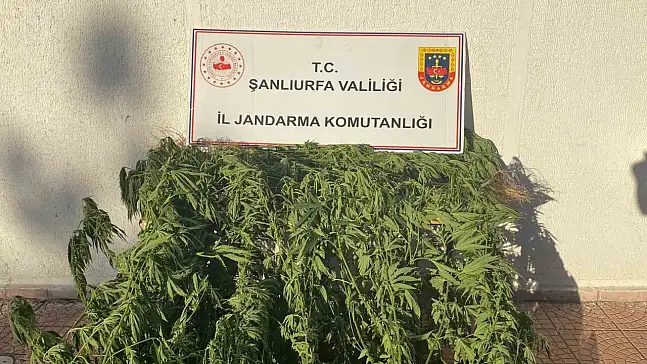 T.C.
ŞANLIURFA VALİLİĞİ
İL JANDARMA KOMUTANLIĞI